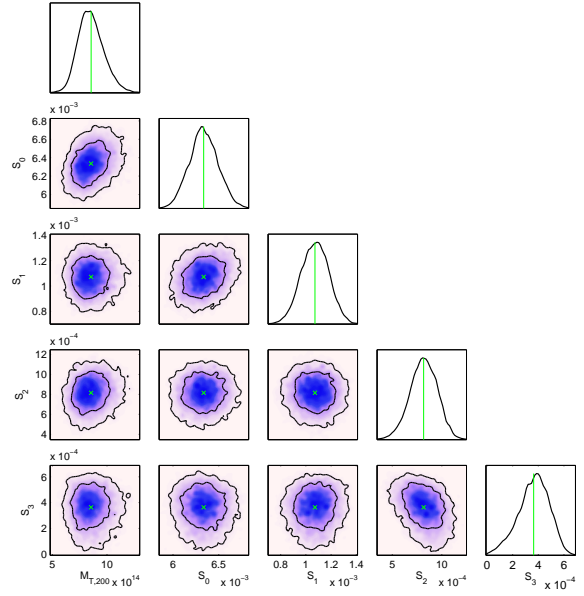 x 10⁻³
6.8
6.6
6.4
6.2
6
S₀
x 10⁻³
1.4
1.2
1
0.8
S₁
x 10⁻⁴
12
10
8
6
4
S₂
x 10⁻⁴
6
4
2
0
S₃
5 10
M_T,200 x 10¹⁴
6 6.5
S₀ x 10⁻³
0.8 1 1.2 1.4
S₁ x 10⁻³
5 10
S₂ x 10⁻⁴
0 2 4 6
S₃ x 10⁻⁴